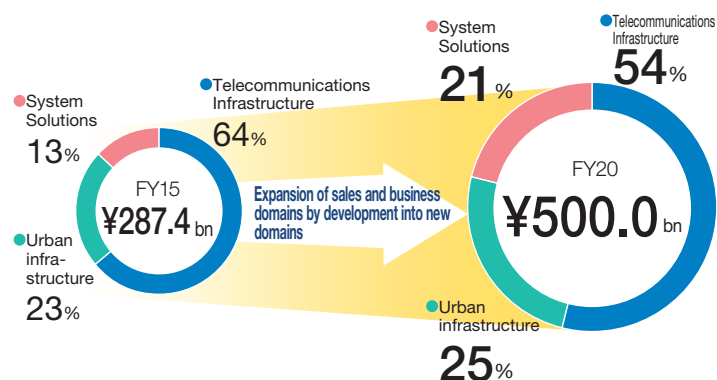 System
Solutions
13%
Telecommunications
Infrastructure
64%
FY15
¥287.4 bn
Urban
infra-
structure
23%
Expansion of sales and business
domains by development into new
domains
System
Solutions
21%
Telecommunications
Infrastructure
54%
FY20
¥500.0 bn
Urban
infrastructure
25%